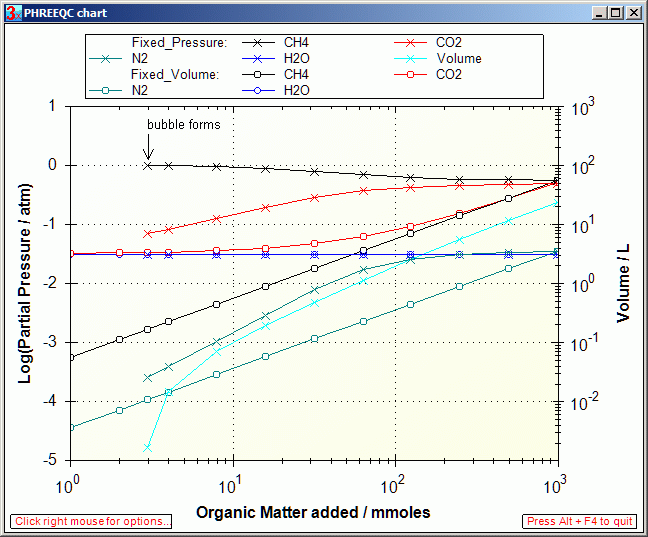 PHREEQC chart
Fixed_Pressure: CH4 CO2
N2 H2O Volume
Fixed_Volume: CH4 CO2
N2 H2O
1 10^3
bubble forms
0 10^2
-1 10^1
-2 10^0
-3 10^-1
-4 10^-2
-5
Log(Partial Pressure / atm)
Volume / L
10^0 10^1 10^2 10^3
Organic Matter added / mmoles
Click right mouse for options... Press Alt + F4 to quit